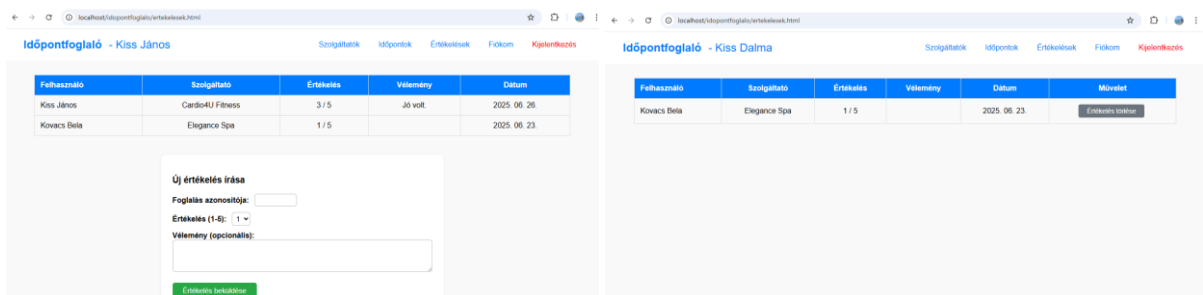 localhost/idopontfoglalo/ertekelesek.html
Időpontfoglaló - Kiss János
Szolgáltatók Időpontok Értékelések Fiókom Kijelentkezés
Felhasználó Szolgáltató Értékelés Vélemény Dátum
Kiss János Cardio4U Fitness 3 / 5 Jó volt. 2025. 06. 26.
Kovacs Bela Elegance Spa 1 / 5 2025. 06. 23.
Új értékelés írása
Foglalás azonosítója:
Értékelés (1-5): 1
Vélemény (opcionális):
Értékelés beküldése
localhost/idopontfoglalo/ertekelesek.html
Időpontfoglaló - Kiss Dalma
Szolgáltatók Időpontok Értékelések Fiókom Kijelentkezés
Felhasználó Szolgáltató Értékelés Vélemény Dátum Művelet
Kovacs Bela Elegance Spa 1 / 5 2025. 06. 23. Értékelés törlése